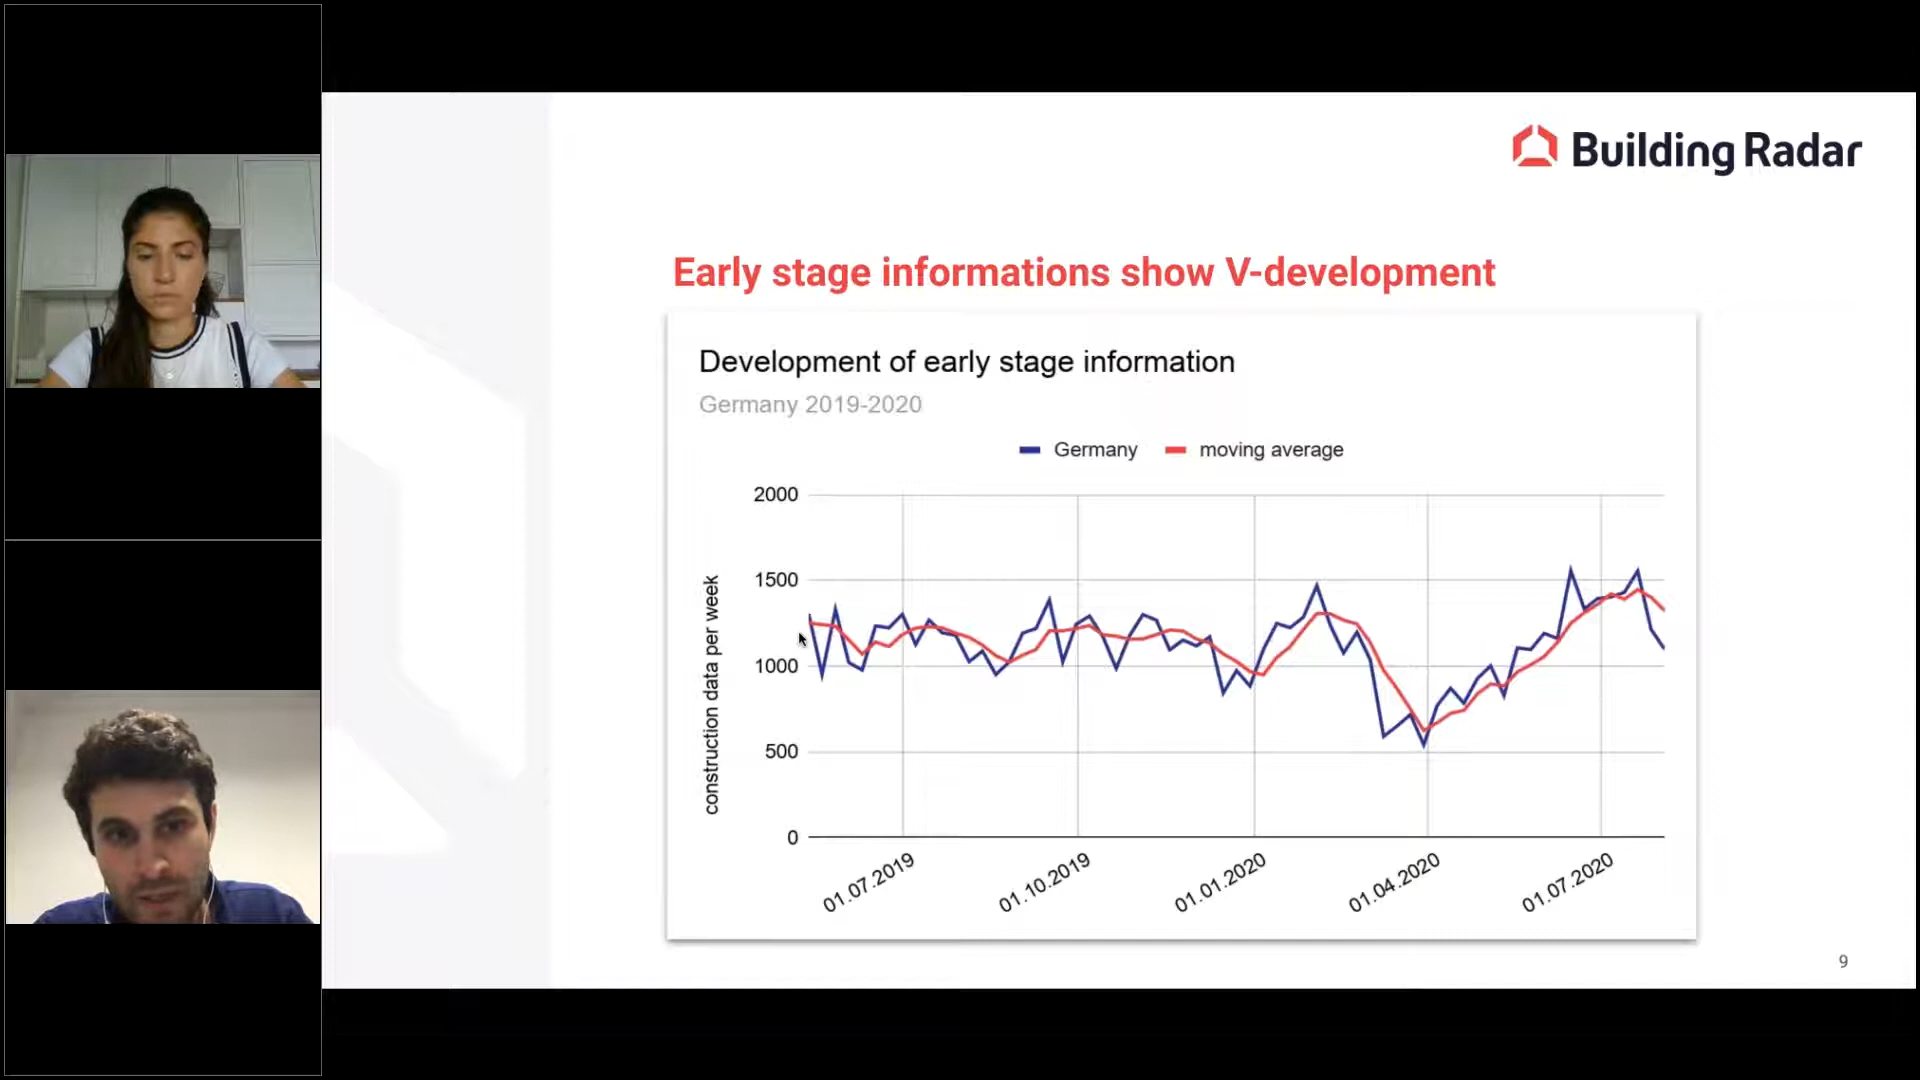 Building Radar
Early stage informations show V-development
Development of early stage information
Germany 2019-2020
Germany
moving average
2000
1500
1000
500
0
construction data per week
01.07.2019
01.10.2019
01.01.2020
01.04.2020
01.07.2020
9